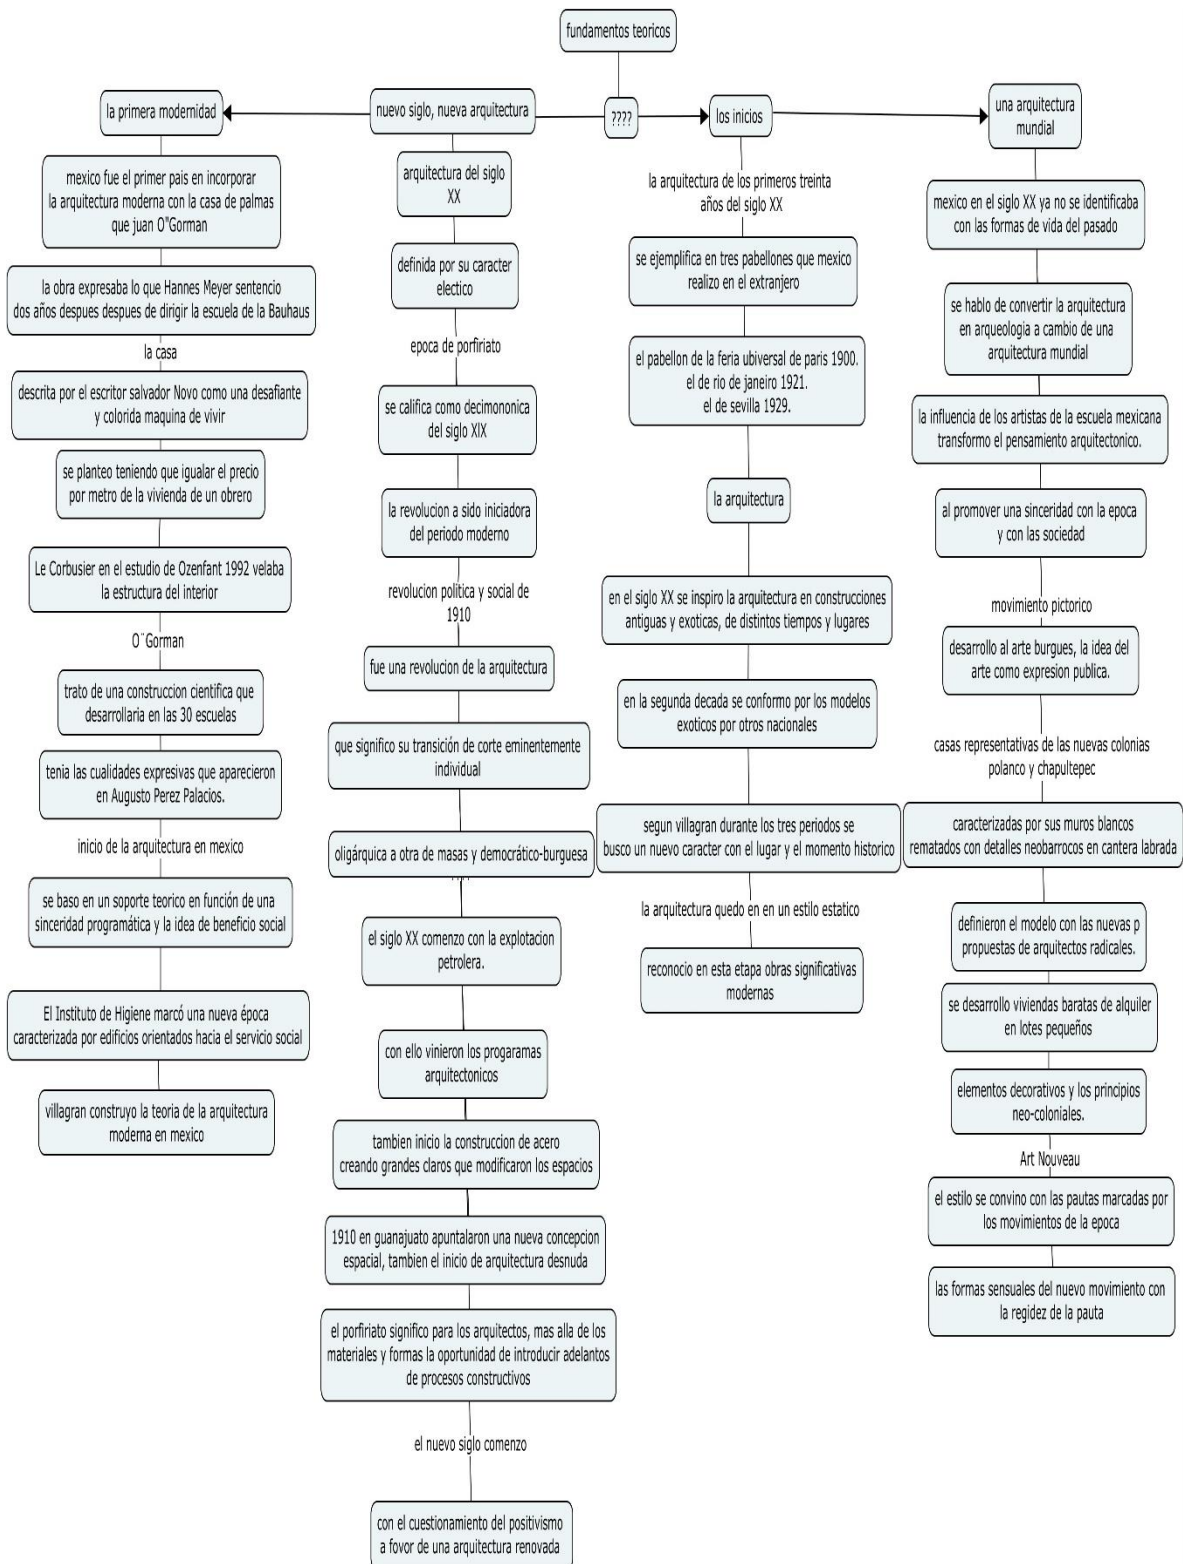 fundamentos teoricos
????
la primera modernidad
mexico fue el primer pais en incorporar
la arquitectura moderna con la casa de palmas
que juan O"Gorman
la obra expresaba lo que Hannes Meyer sentencio
dos años despues despues de dirigir la escuela de la Bauhaus
la casa
descrita por el escritor salvador Novo como una desafiante
y colorida maquina de vivir
se planteo teniendo que igualar el precio
por metro de la vivienda de un obrero
Le Corbusier en el estudio de Ozenfant 1992 velaba
la estructura del interior
O¨Gorman
trato de una construccion cientifica que
desarrollaria en las 30 escuelas
tenia las cualidades expresivas que aparecieron
en Augusto Perez Palacios.
inicio de la arquitectura en mexico
se baso en un soporte teorico en función de una
sinceridad programática y la idea de beneficio social
El Instituto de Higiene marcó una nueva época
caracterizada por edificios orientados hacia el servicio social
villagran construyo la teoria de la arquitectura
moderna en mexico
nuevo siglo, nueva arquitectura
arquitectura del siglo
XX
definida por su caracter
electico
epoca de porfiriato
se califica como decimononica
del siglo XIX
la revolucion a sido iniciadora
del periodo moderno
revolucion politica y social de
1910
fue una revolucion de la arquitectura
que significo su transición de corte eminentemente
individual
oligárquica a otra de masas y democrático-burguesa
el siglo XX comenzo con la explotacion
petrolera.
con ello vinieron los progaramas
arquitectonicos
tambien inicio la construccion de acero
creando grandes claros que modificaron los espacios
1910 en guanajuato apuntalaron una nueva concepcion
espacial, tambien el inicio de arquitectura desnuda
el porfiriato significo para los arquitectos, mas alla de los
materiales y formas la oportunidad de introducir adelantos
de procesos constructivos
el nuevo siglo comenzo
con el cuestionamiento del positivismo
a favor de una arquitectura renovada
los inicios
la arquitectura de los primeros treinta
años del siglo XX
se ejemplifica en tres pabellones que mexico
realizo en el extranjero
el pabellon de la feria ubiversal de paris 1900.
el de rio de janeiro 1921.
el de sevilla 1929.
la arquitectura
en el siglo XX se inspiro la arquitectura en construcciones
antiguas y exoticas, de distintos tiempos y lugares
en la segunda decada se conformo por los modelos
exoticos por otros nacionales
segun villagran durante los tres periodos se
busco un nuevo caracter con el lugar y el momento historico
la arquitectura quedo en en un estilo estatico
reconocio en esta etapa obras significativas
modernas
una arquitectura
mundial
mexico en el siglo XX ya no se identificaba
con las formas de vida del pasado
se hablo de convertir la arquitectura
en arqueologia a cambio de una
arquitectura mundial
la influencia de los artistas de la escuela mexicana
transformo el pensamiento arquitectonico.
al promover una sinceridad con la epoca
y con las sociedad
movimiento pictorico
desarrollo al arte burgues, la idea del
arte como expresion publica.
casas representativas de las nuevas colonias
polanco y chapultepec
caracterizadas por sus muros blancos
rematados con detalles neobarrocos en cantera labrada
definieron el modelo con las nuevas p
propuestas de arquitectos radicales.
se desarrollo viviendas baratas de alquiler
en lotes pequeños
elementos decorativos y los principios
neo-coloniales.
Art Nouveau
el estilo se convino con las pautas marcadas por
los movimientos de la epoca
las formas sensuales del nuevo movimiento con
la regidez de la pauta